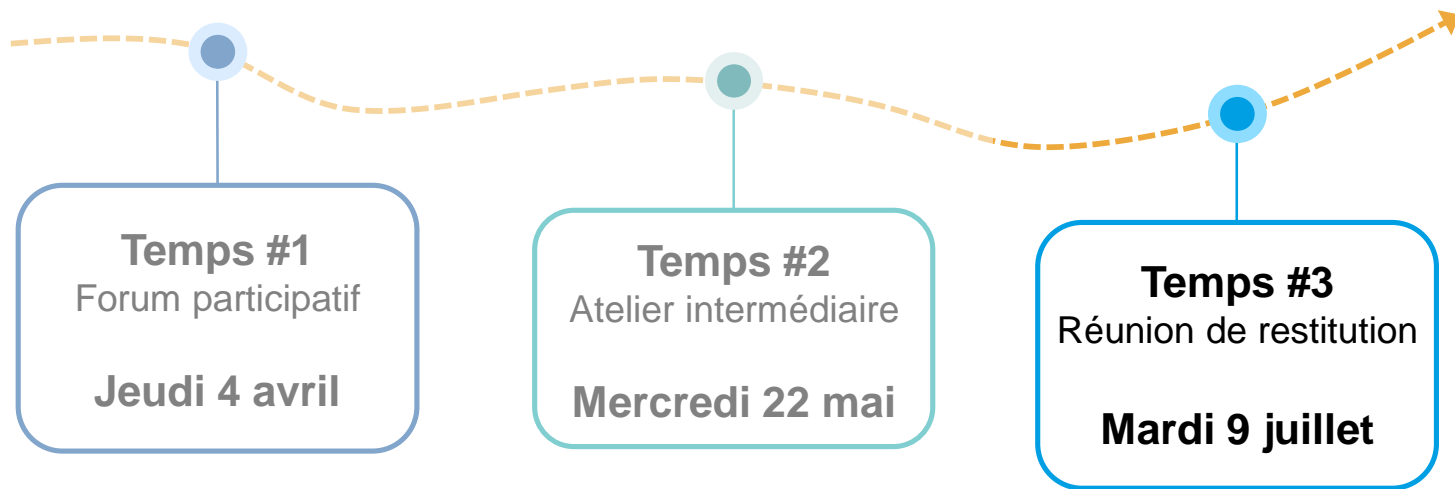 Temps #1
Forum participatif
Jeudi 4 avril
Temps #2
Atelier intermédiaire
Mercredi 22 mai
Temps #3
Réunion de restitution
Mardi 9 juillet